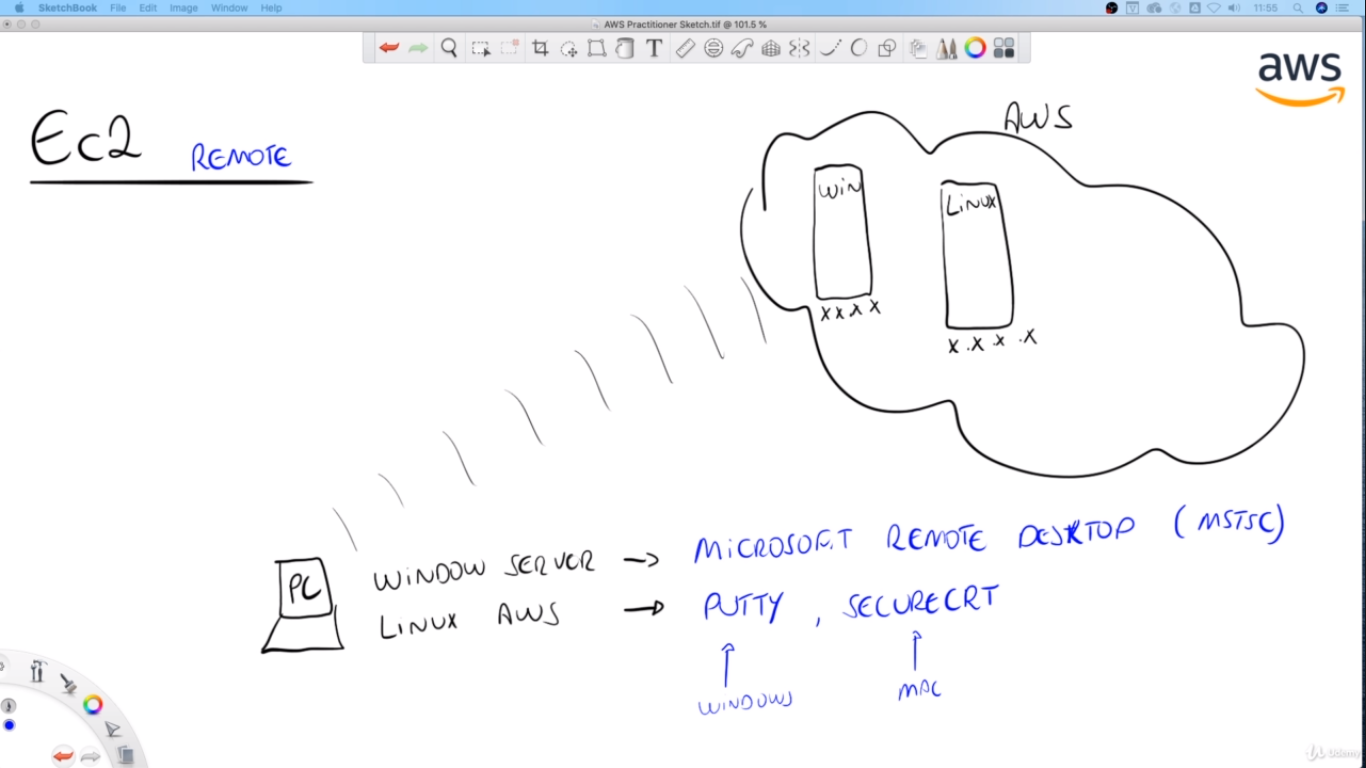 SketchBook File Edit Image Window Help 11:55
AWS Practitioner Sketch.tif @ 101.5 %
T
aws
Ec2 REMOTE
AWS
WiN
LiNUX
x x x x
x . x . x . x
PC
WiNDOW SERVER →
MiCROSOFT REMOTE DESKTOP (MSTSC)
LiNUX AWS →
PUTTY , SECURECRT
WiNDOWS
MAC
Udemy